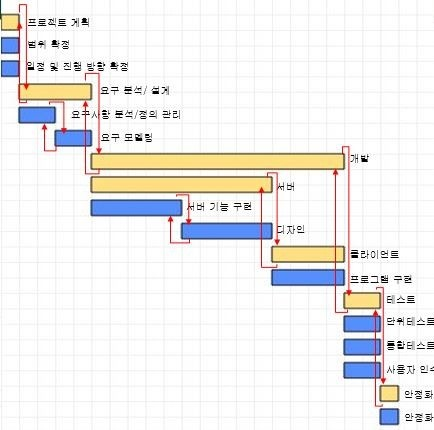 프로젝트 계획
범위 확정
일정 및 진행 방향 확정
요구 분석/ 설계
요구사항 분석/정의 관리
요구 모델링
개발
서버
서버 기능 구현
디자인
클라이언트
프로그램 구현
테스트
단위테스트
통합테스트
사용자 인수
안정화
안정화